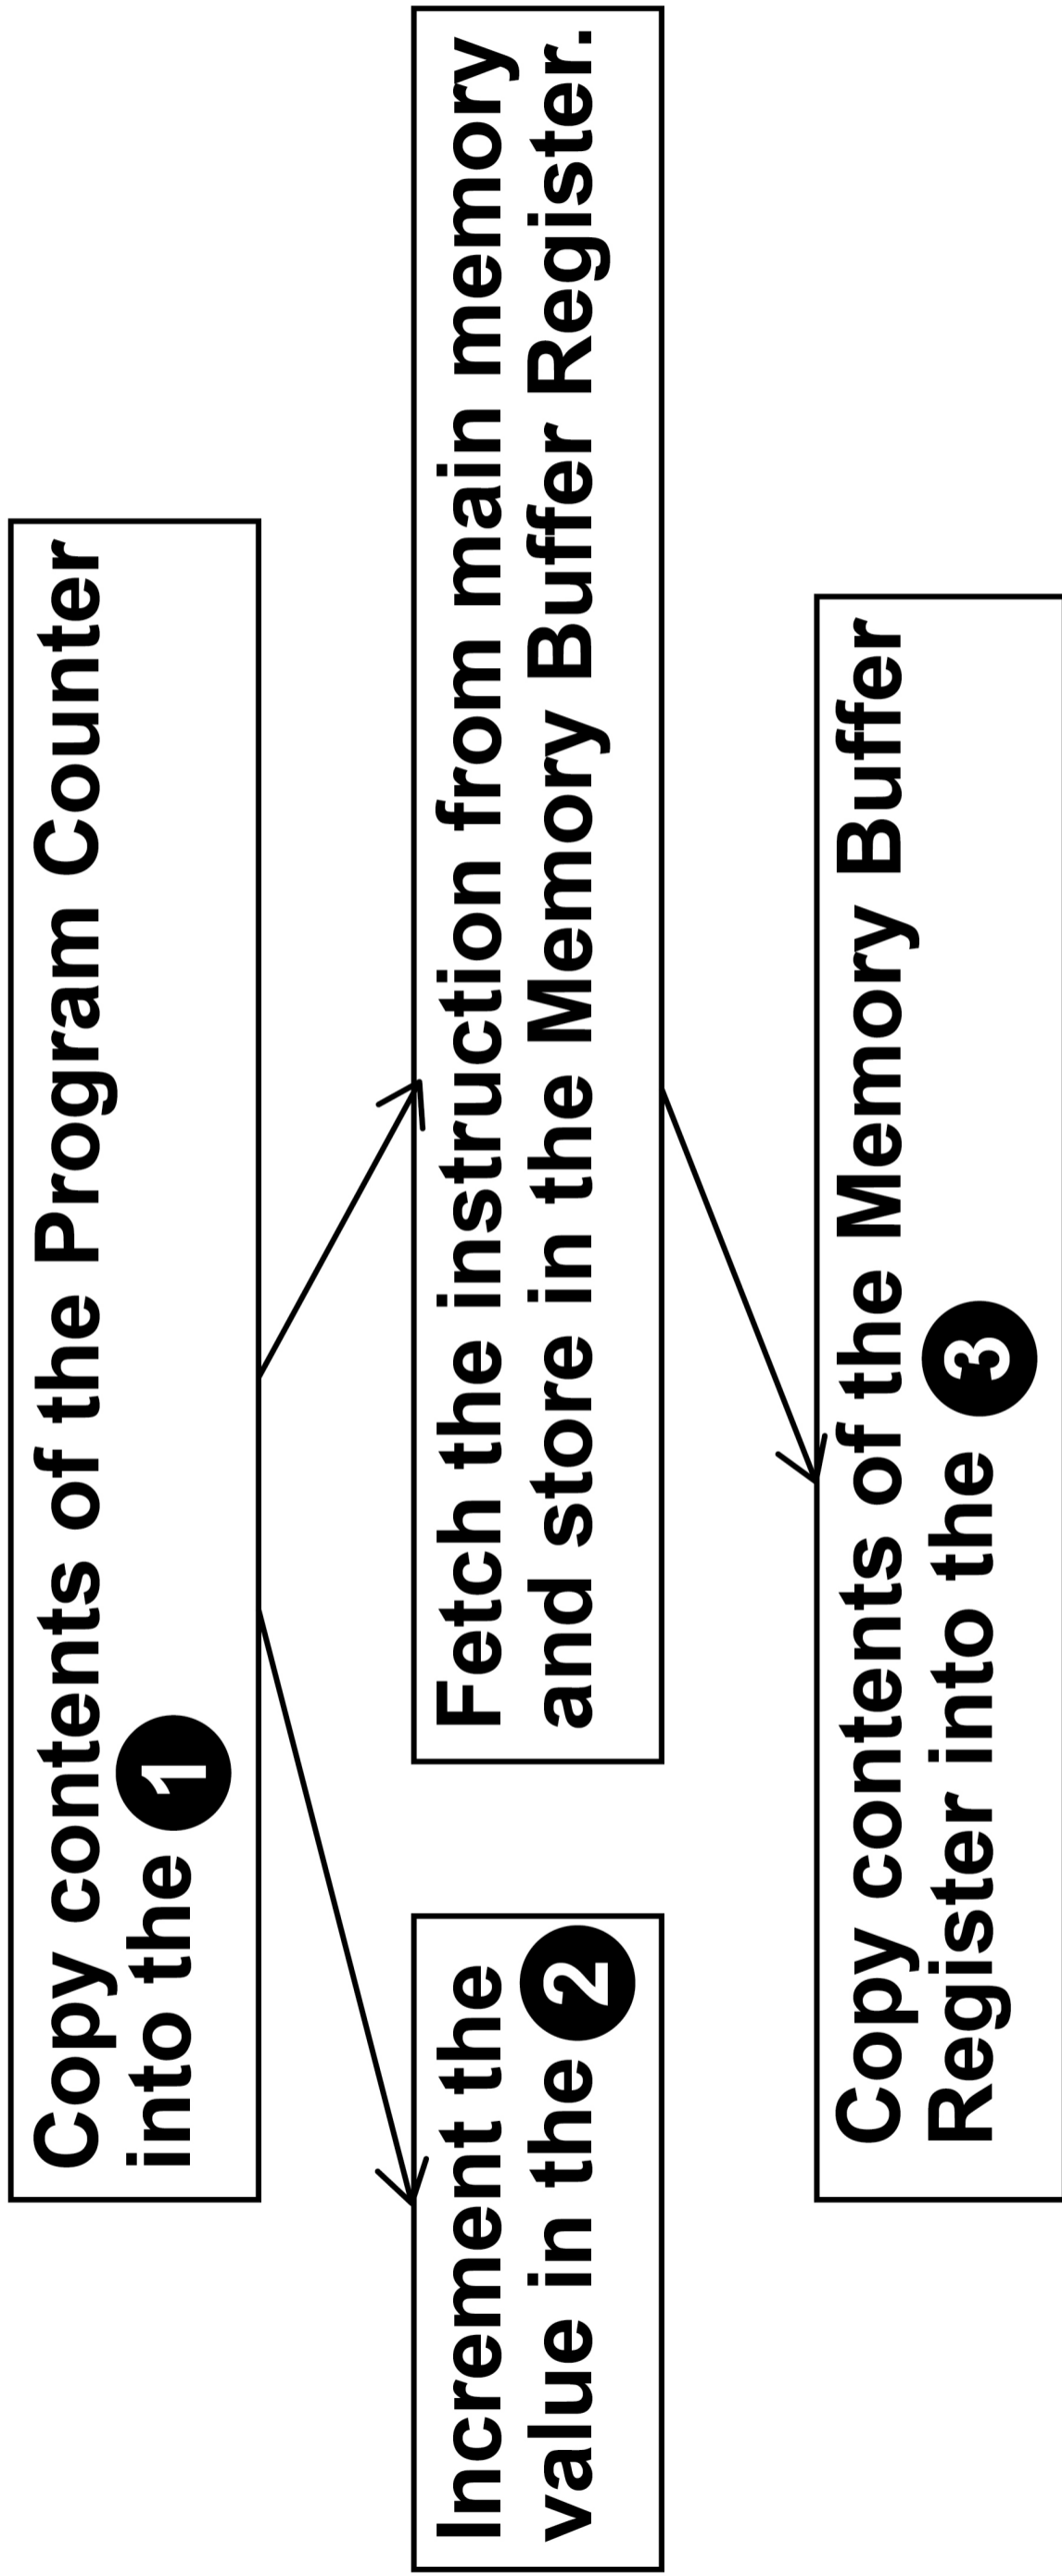 Copy contents of the Program Counter
into the 1
Increment the
value in the 2
Fetch the instruction from main memory
and store in the Memory Buffer Register.
Copy contents of the Memory Buffer
Register into the 3